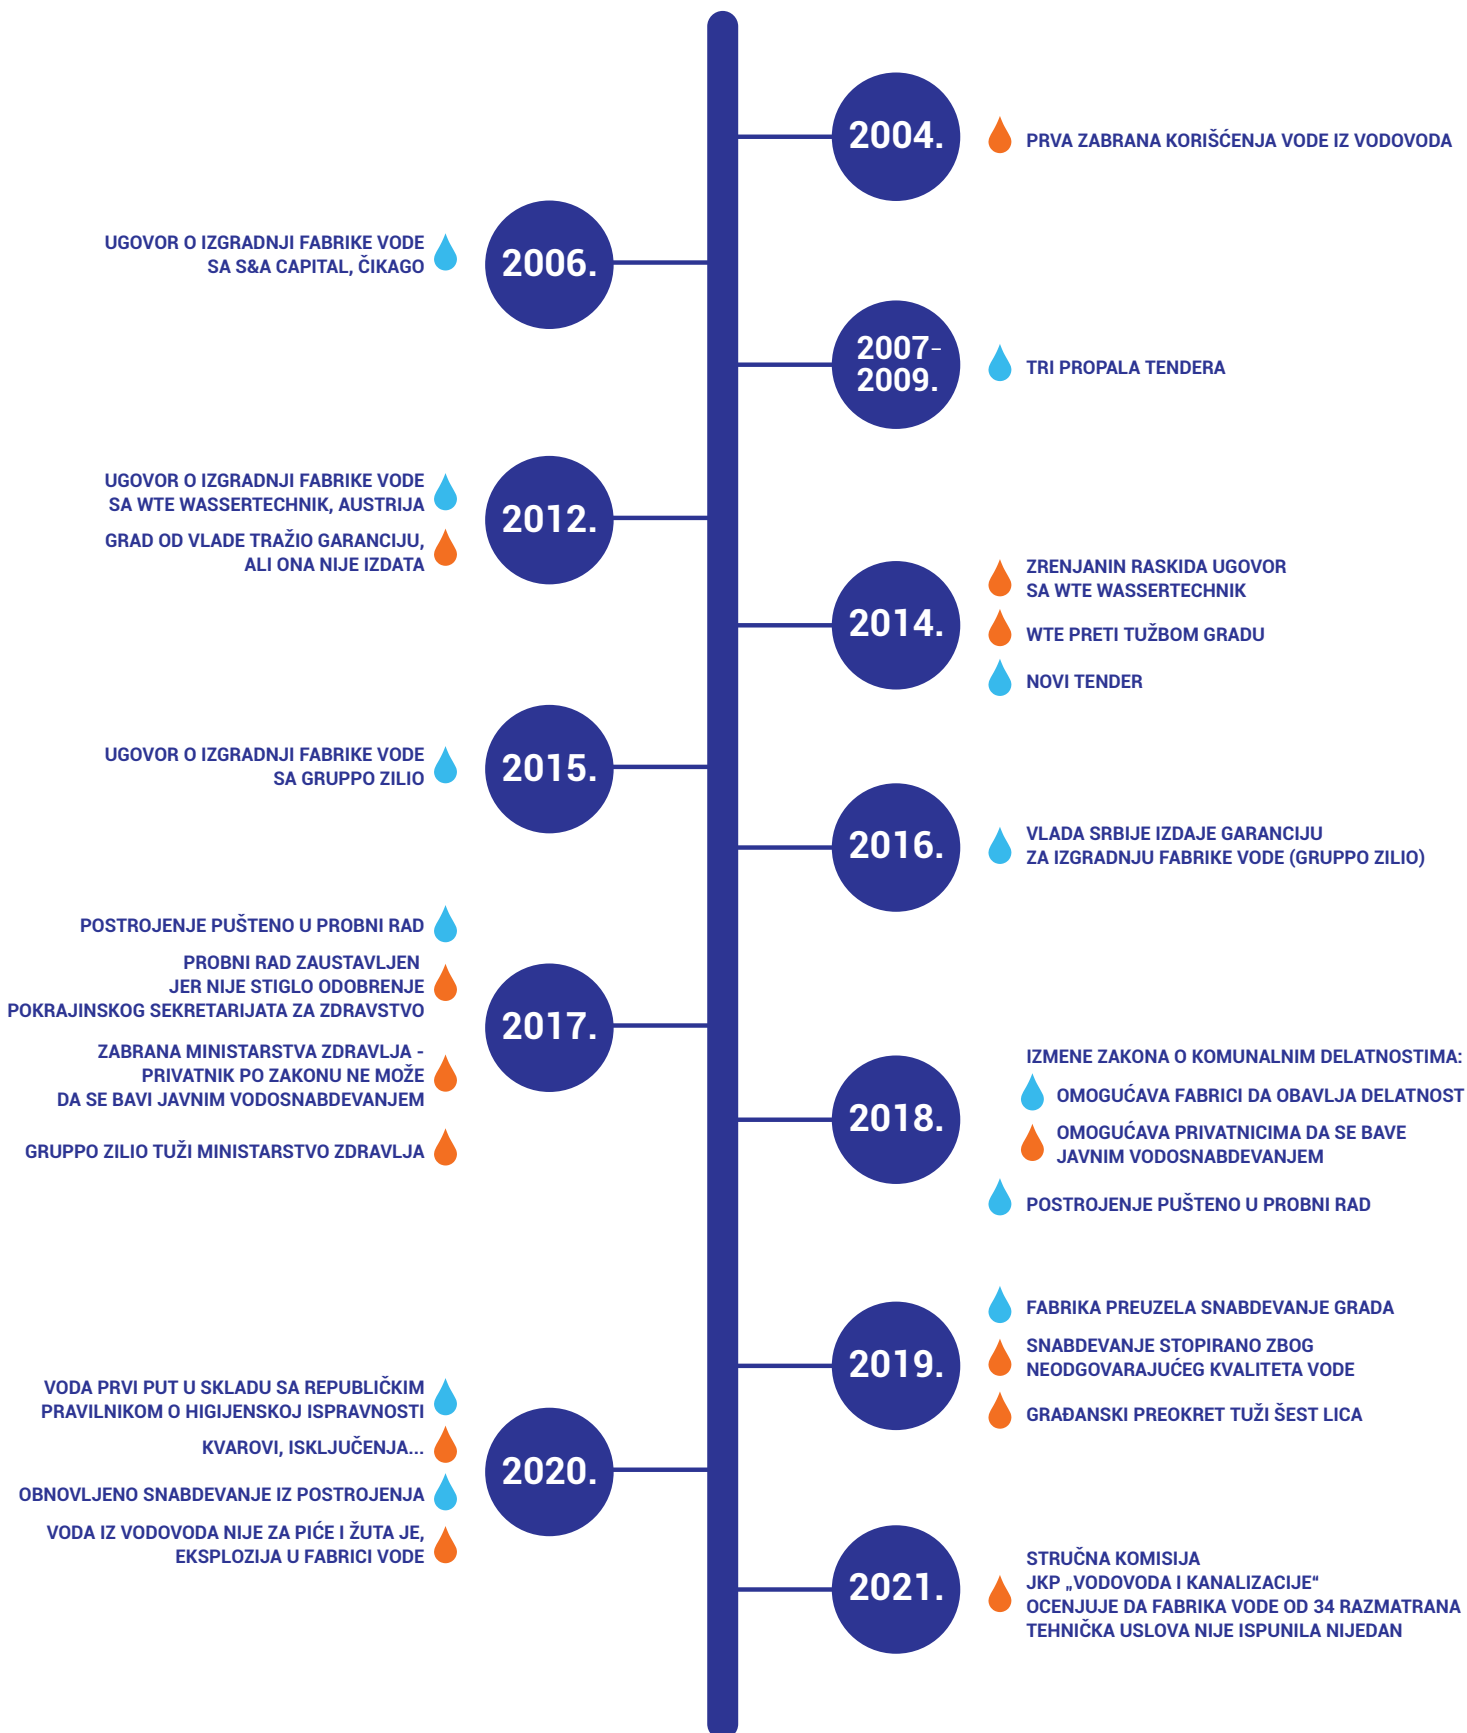 2004.
PRVA ZABRANA KORIŠĆENJA VODE IZ VODOVODA
UGOVOR O IZGRADNJI FABRIKE VODE
SA S&A CAPITAL, ČIKAGO
2006.
2007–
2009.
TRI PROPALA TENDERA
UGOVOR O IZGRADNJI FABRIKE VODE
SA WTE WASSERTECHNIK, AUSTRIJA
GRAD OD VLADE TRAŽIO GARANCIJU,
ALI ONA NIJE IZDATA
2012.
2014.
ZRENJANIN RASKIDA UGOVOR
SA WTE WASSERTECHNIK
WTE PRETI TUŽBOM GRADU
NOVI TENDER
UGOVOR O IZGRADNJI FABRIKE VODE
SA GRUPPO ZILIO
2015.
2016.
VLADA SRBIJE IZDAJE GARANCIJU
ZA IZGRADNJU FABRIKE VODE (GRUPPO ZILIO)
POSTROJENJE PUŠTENO U PROBNI RAD
PROBNI RAD ZAUSTAVLJEN
JER NIJE STIGLO ODOBRENJE
POKRAJINSKOG SEKRETARIJATA ZA ZDRAVSTVO
ZABRANA MINISTARSTVA ZDRAVLJA -
PRIVATNIK PO ZAKONU NE MOŽE
DA SE BAVI JAVNIM VODOSNABDEVANJEM
GRUPPO ZILIO TUŽI MINISTARSTVO ZDRAVLJA
2017.
2018.
IZMENE ZAKONA O KOMUNALNIM DELATNOSTIMA:
OMOGUĆAVA FABRICI DA OBAVLJA DELATNOST
OMOGUĆAVA PRIVATNICIMA DA SE BAVE
JAVNIM VODOSNABDEVANJEM
POSTROJENJE PUŠTENO U PROBNI RAD
2019.
FABRIKA PREUZELA SNABDEVANJE GRADA
SNABDEVANJE STOPIRANO ZBOG
NEODGOVARAJUĆEG KVALITETA VODE
GRAĐANSKI PREOKRET TUŽI ŠEST LICA
VODA PRVI PUT U SKLADU SA REPUBLIČKIM
PRAVILNIKOM O HIGIJENSKOJ ISPRAVNOSTI
KVAROVI, ISKLJUČENJA...
OBNOVLJENO SNABDEVANJE IZ POSTROJENJA
VODA IZ VODOVODA NIJE ZA PIĆE I ŽUTA JE,
EKSPLOZIJA U FABRICI VODE
2020.
2021.
STRUČNA KOMISIJA
JKP „VODOVODA I KANALIZACIJE“
OCENJUJE DA FABRIKA VODE OD 34 RAZMATRANA
TEHNIČKA USLOVA NIJE ISPUNILA NIJEDAN